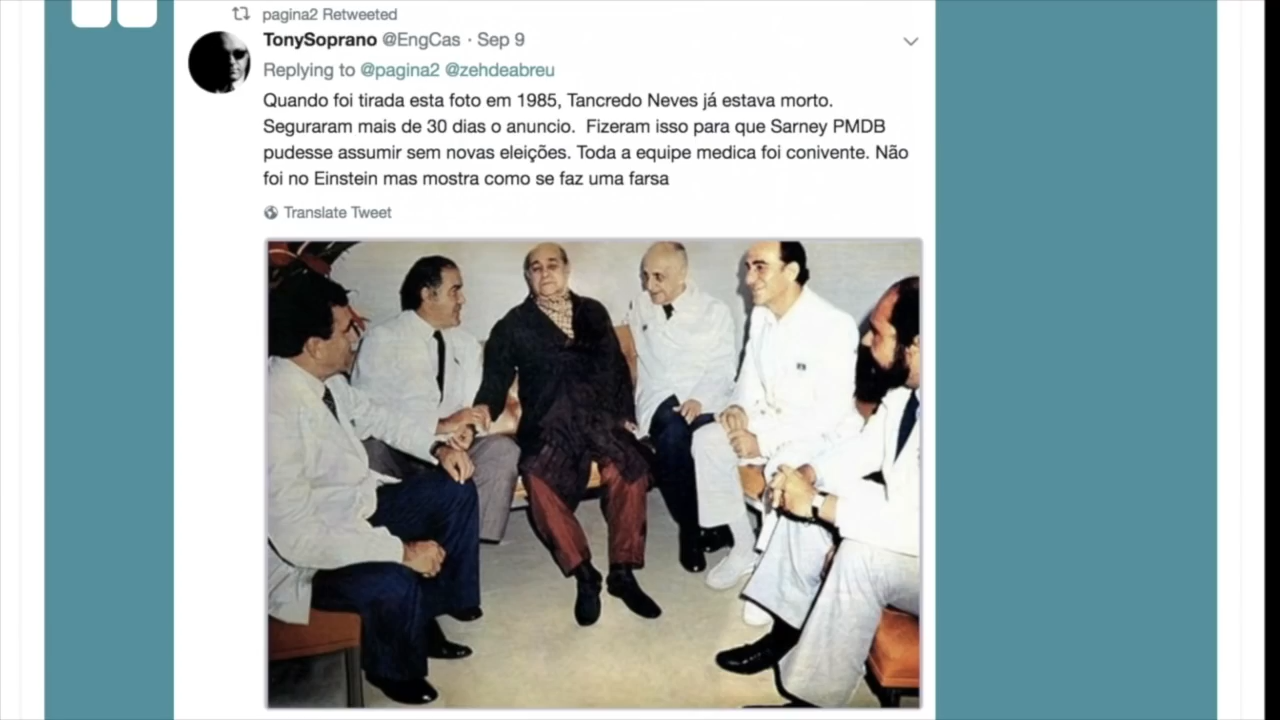 pagina2 Retweeted
TonySoprano @EngCas · Sep 9
Replying to @pagina2 @zehdeabreu
Quando foi tirada esta foto em 1985, Tancredo Neves já estava morto.
Seguraram mais de 30 dias o anuncio.  Fizeram isso para que Sarney PMDB
pudesse assumir sem novas eleições. Toda a equipe medica foi conivente. Não
foi no Einstein mas mostra como se faz uma farsa
Translate Tweet